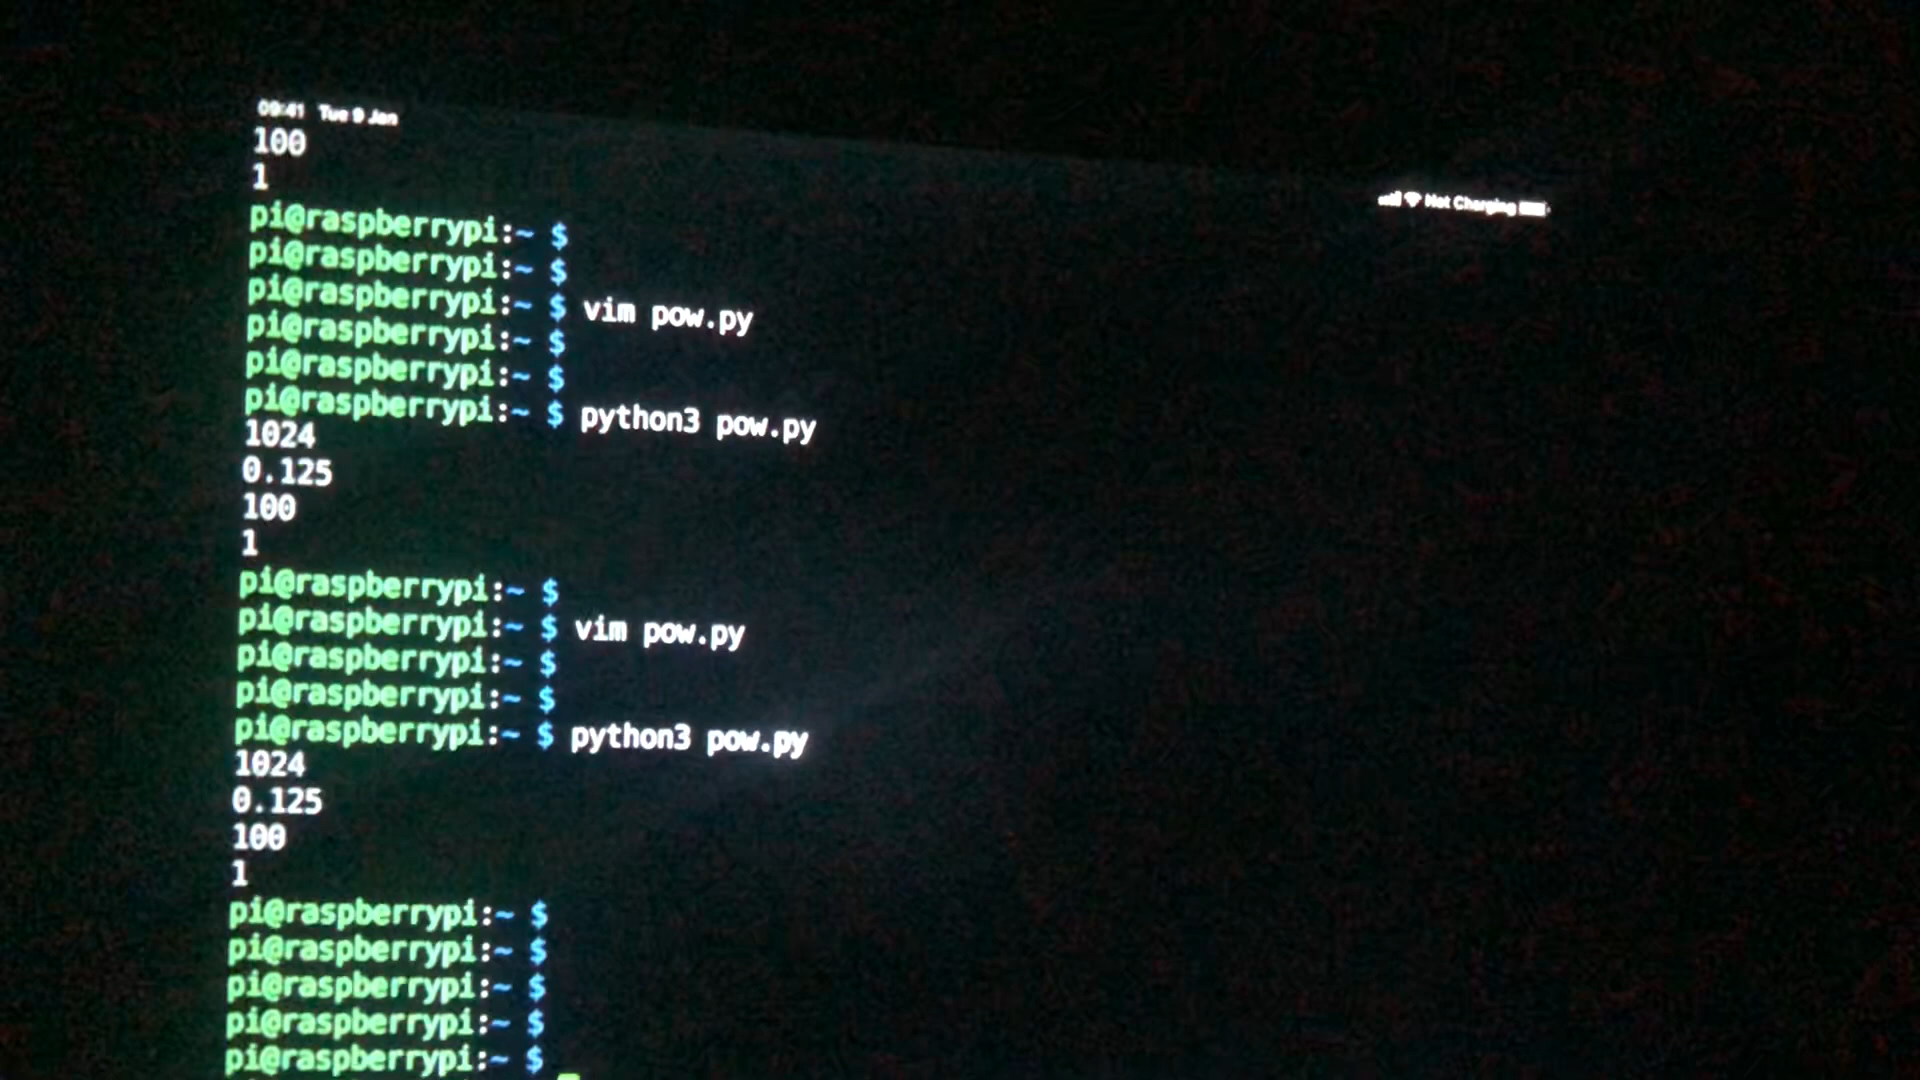 09:41 Tue 9 Jan
Not Charging
100
1
pi@raspberrypi:~ $
pi@raspberrypi:~ $
pi@raspberrypi:~ $ vim pow.py
pi@raspberrypi:~ $
pi@raspberrypi:~ $
pi@raspberrypi:~ $ python3 pow.py
1024
0.125
100
1
pi@raspberrypi:~ $
pi@raspberrypi:~ $ vim pow.py
pi@raspberrypi:~ $
pi@raspberrypi:~ $
pi@raspberrypi:~ $ python3 pow.py
1024
0.125
100
1
pi@raspberrypi:~ $
pi@raspberrypi:~ $
pi@raspberrypi:~ $
pi@raspberrypi:~ $
pi@raspberrypi:~ $